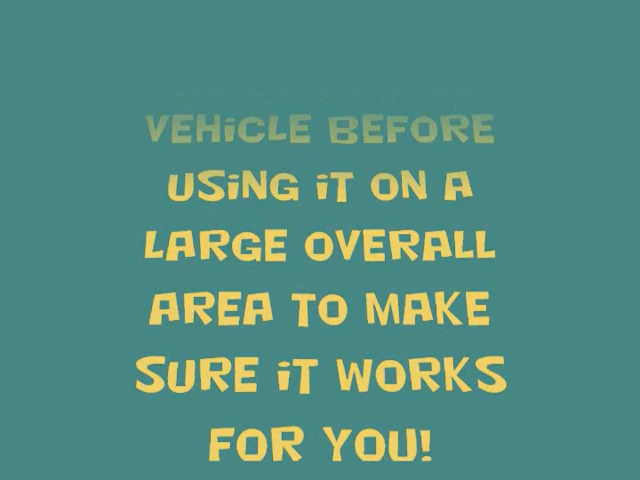 VEHiCLE BEFORE
USiNG iT ON A
LARGE OVERALL
AREA TO MAKE
SURE iT WORKS
FOR YOU!